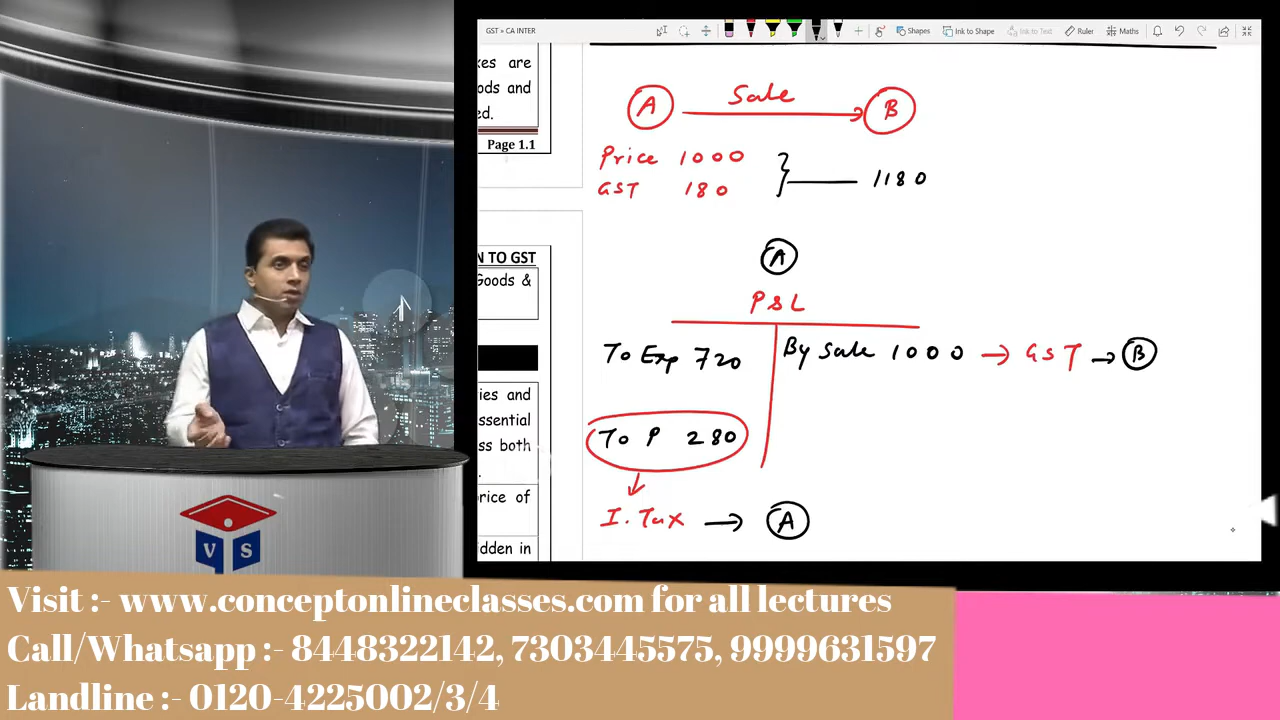 GST » CA INTER
Shapes
Ink to Shape
Ink to Text
Ruler
Maths
xes are
ods and
ed.
Page 1.1
N TO GST
Goods &
ies and
ssential
ss both
rice of
dden in
A Sale B
Price 1000
GST 180
1180
A
P&L
To Exp 720
By Sale 1000 → GST → B
To P 280
I. Tax → A
VS
Visit :- www.conceptonlineclasses.com for all lectures
Call/Whatsapp :- 8448322142, 7303445575, 9999631597
Landline :- 0120-4225002/3/4